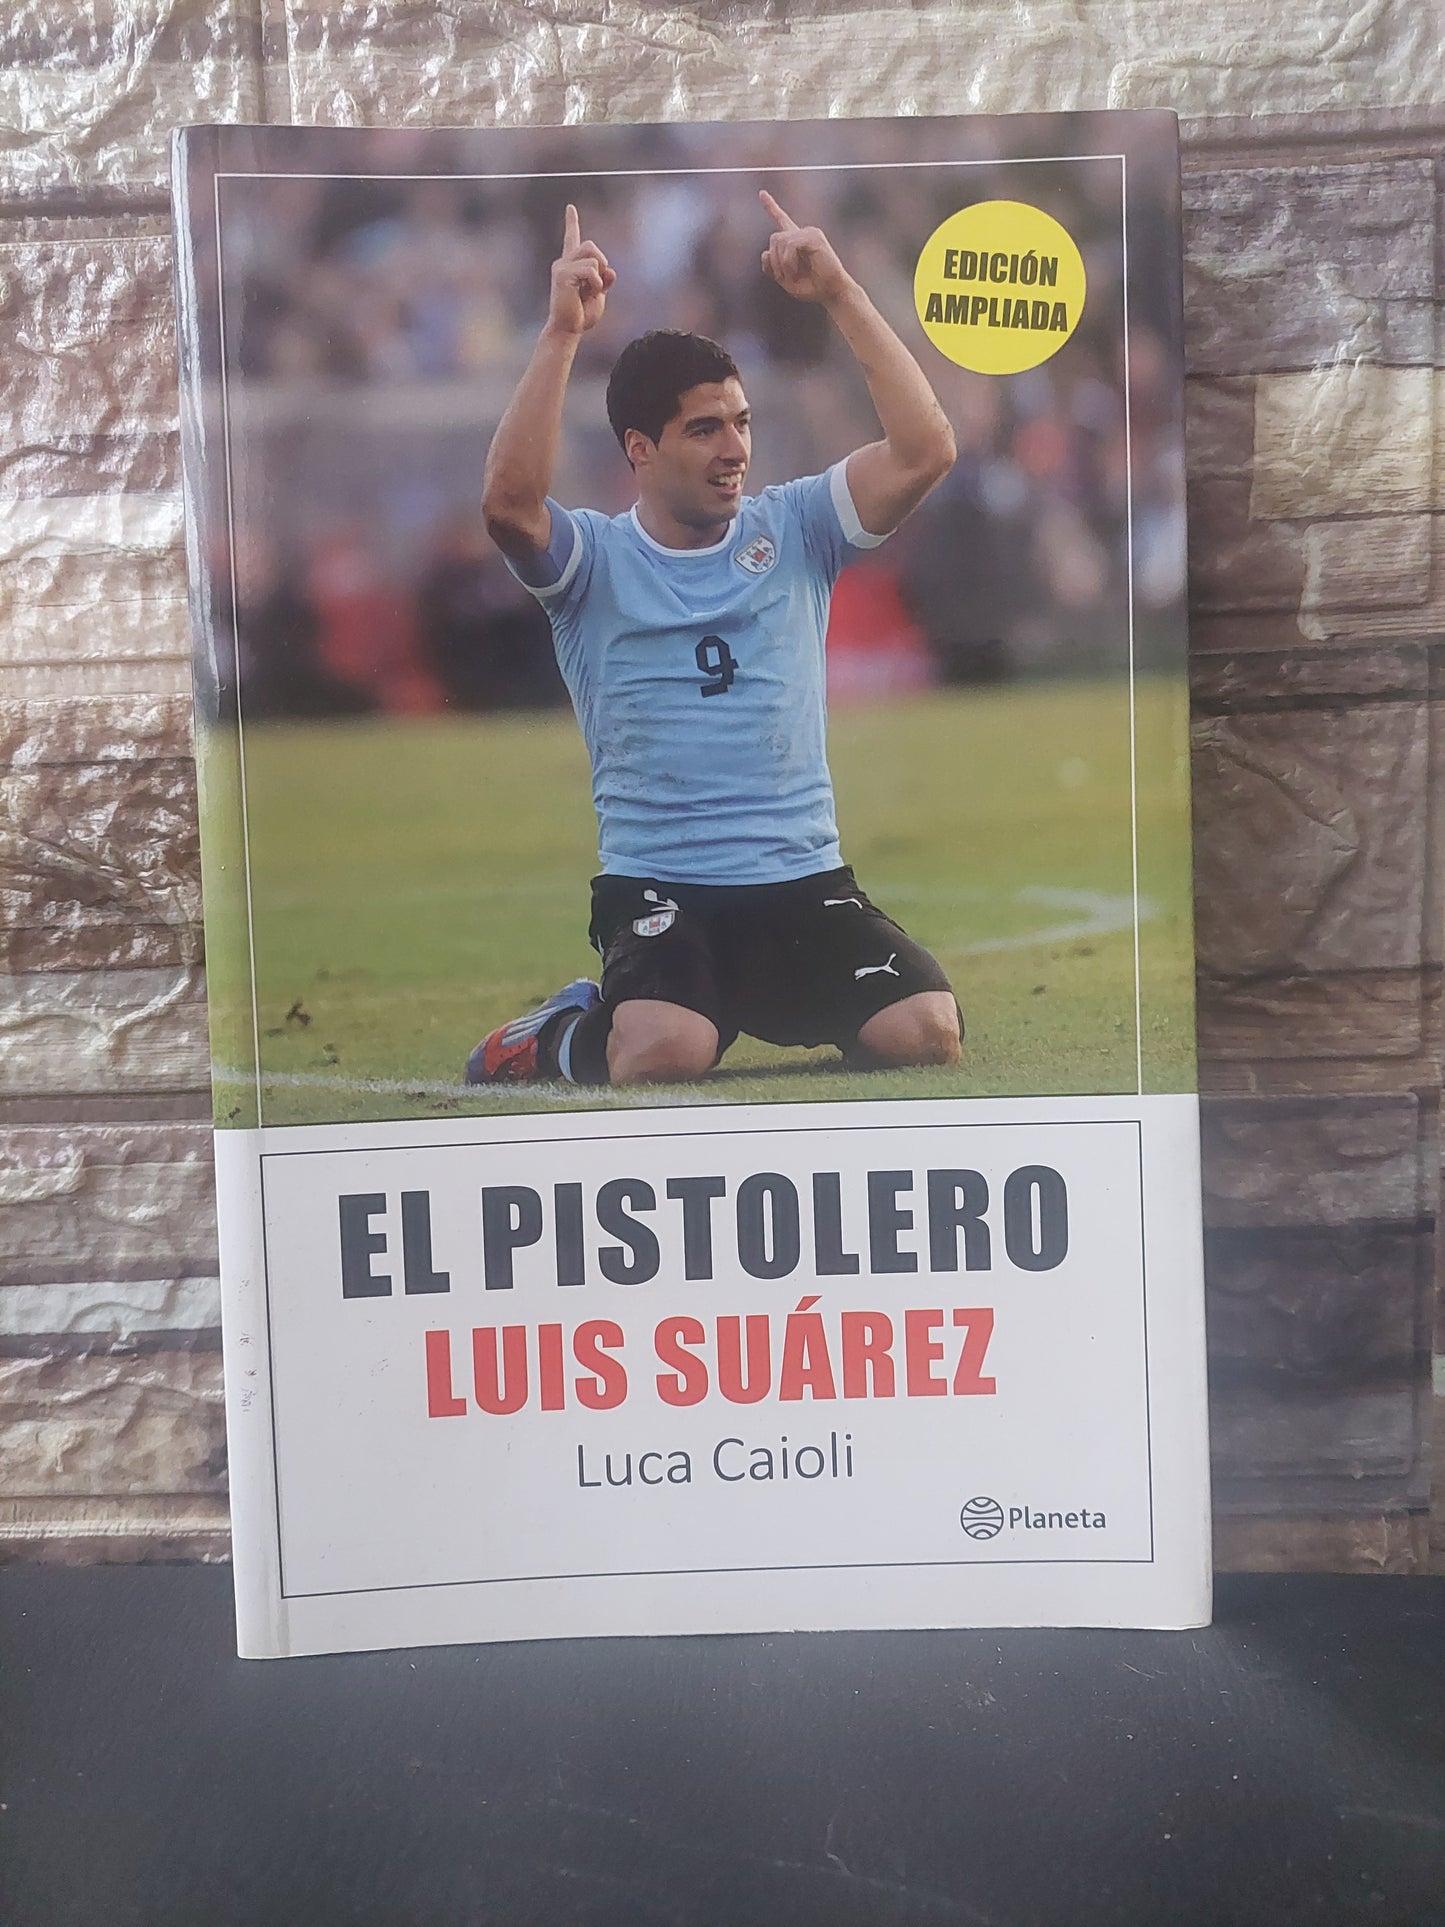 EDICIÓN
AMPLIADA
9
EL PISTOLERO
LUIS SUÁREZ
Luca Caioli
Planeta